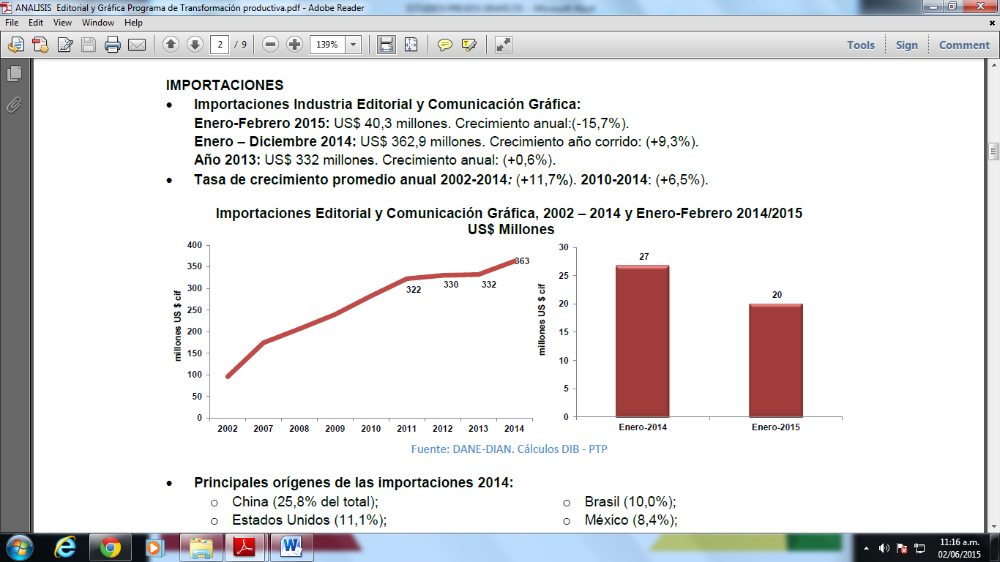 ANALISIS  Editorial y Gráfica Programa de Transformación productiva.pdf - Adobe Reader
File Edit View Window Help
2 / 9 139% Tools Sign Comment
IMPORTACIONES
• Importaciones Industria Editorial y Comunicación Gráfica:
Enero-Febrero 2015: US$ 40,3 millones. Crecimiento anual:(-15,7%).
Enero – Diciembre 2014: US$ 362,9 millones. Crecimiento año corrido: (+9,3%).
Año 2013: US$ 332 millones. Crecimiento anual: (+0,6%).
• Tasa de crecimiento promedio anual 2002-2014: (+11,7%). 2010-2014: (+6,5%).
Importaciones Editorial y Comunicación Gráfica, 2002 – 2014 y Enero-Febrero 2014/2015
US$ Millones
millones US $ cif
400
350
300
250
200
150
100
50
0
322
330
332
363
2002 2007 2008 2009 2010 2011 2012 2013 2014
millones US $ cif
30
25
20
15
10
5
0
27
20
Enero-2014 Enero-2015
Fuente: DANE-DIAN. Cálculos DIB - PTP
• Principales orígenes de las importaciones 2014:
o China (25,8% del total);
o Estados Unidos (11,1%);
o Brasil (10,0%);
o México (8,4%);
11:16 a.m.
02/06/2015